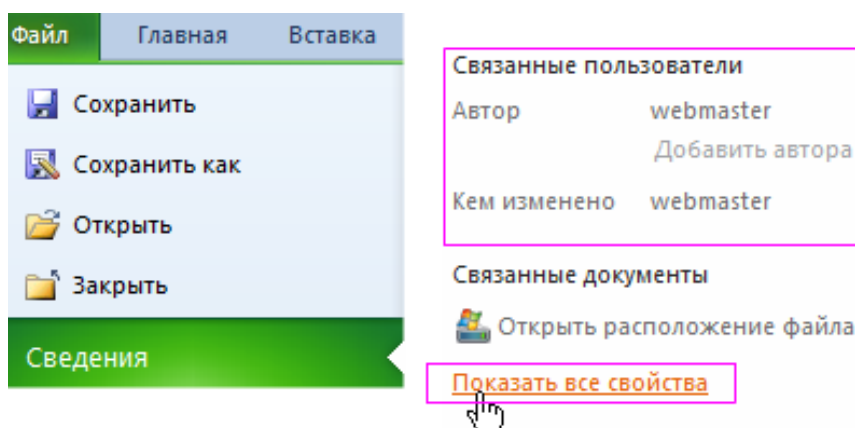 Файл Главная Вставка
Сохранить
Сохранить как
Открыть
Закрыть
Сведения
Связанные пользователи
Автор webmaster
Добавить автора
Кем изменено webmaster
Связанные документы
Открыть расположение файла
Показать все свойства